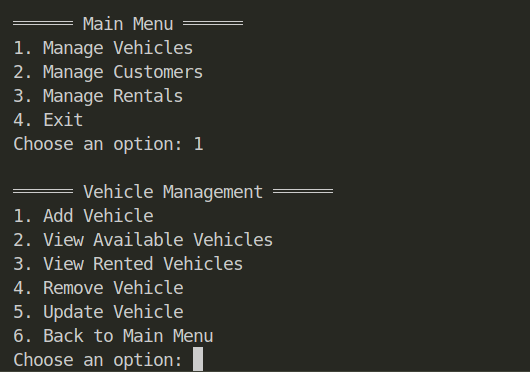 ══════ Main Menu ══════
1. Manage Vehicles
2. Manage Customers
3. Manage Rentals
4. Exit
Choose an option: 1
══════ Vehicle Management ══════
1. Add Vehicle
2. View Available Vehicles
3. View Rented Vehicles
4. Remove Vehicle
5. Update Vehicle
6. Back to Main Menu
Choose an option: